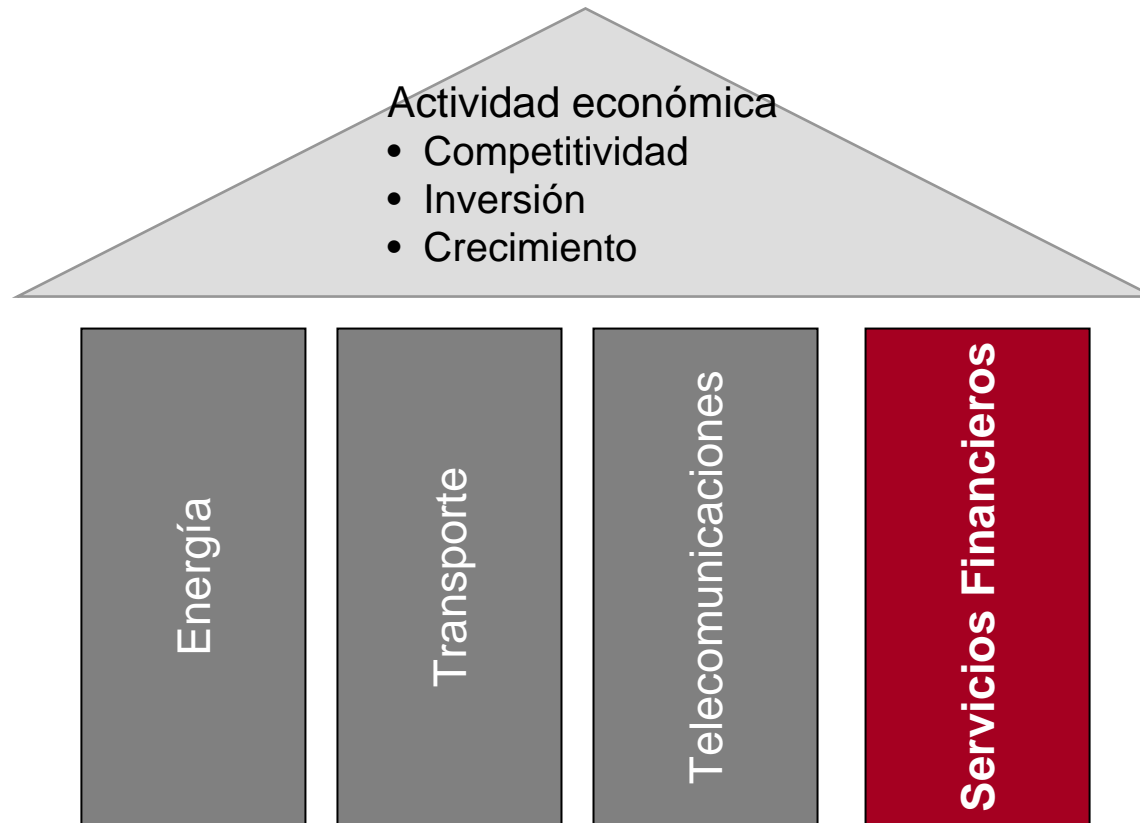 Actividad económica
• Competitividad
• Inversión
• Crecimiento
Energía
Transporte
Telecomunicaciones
Servicios Financieros